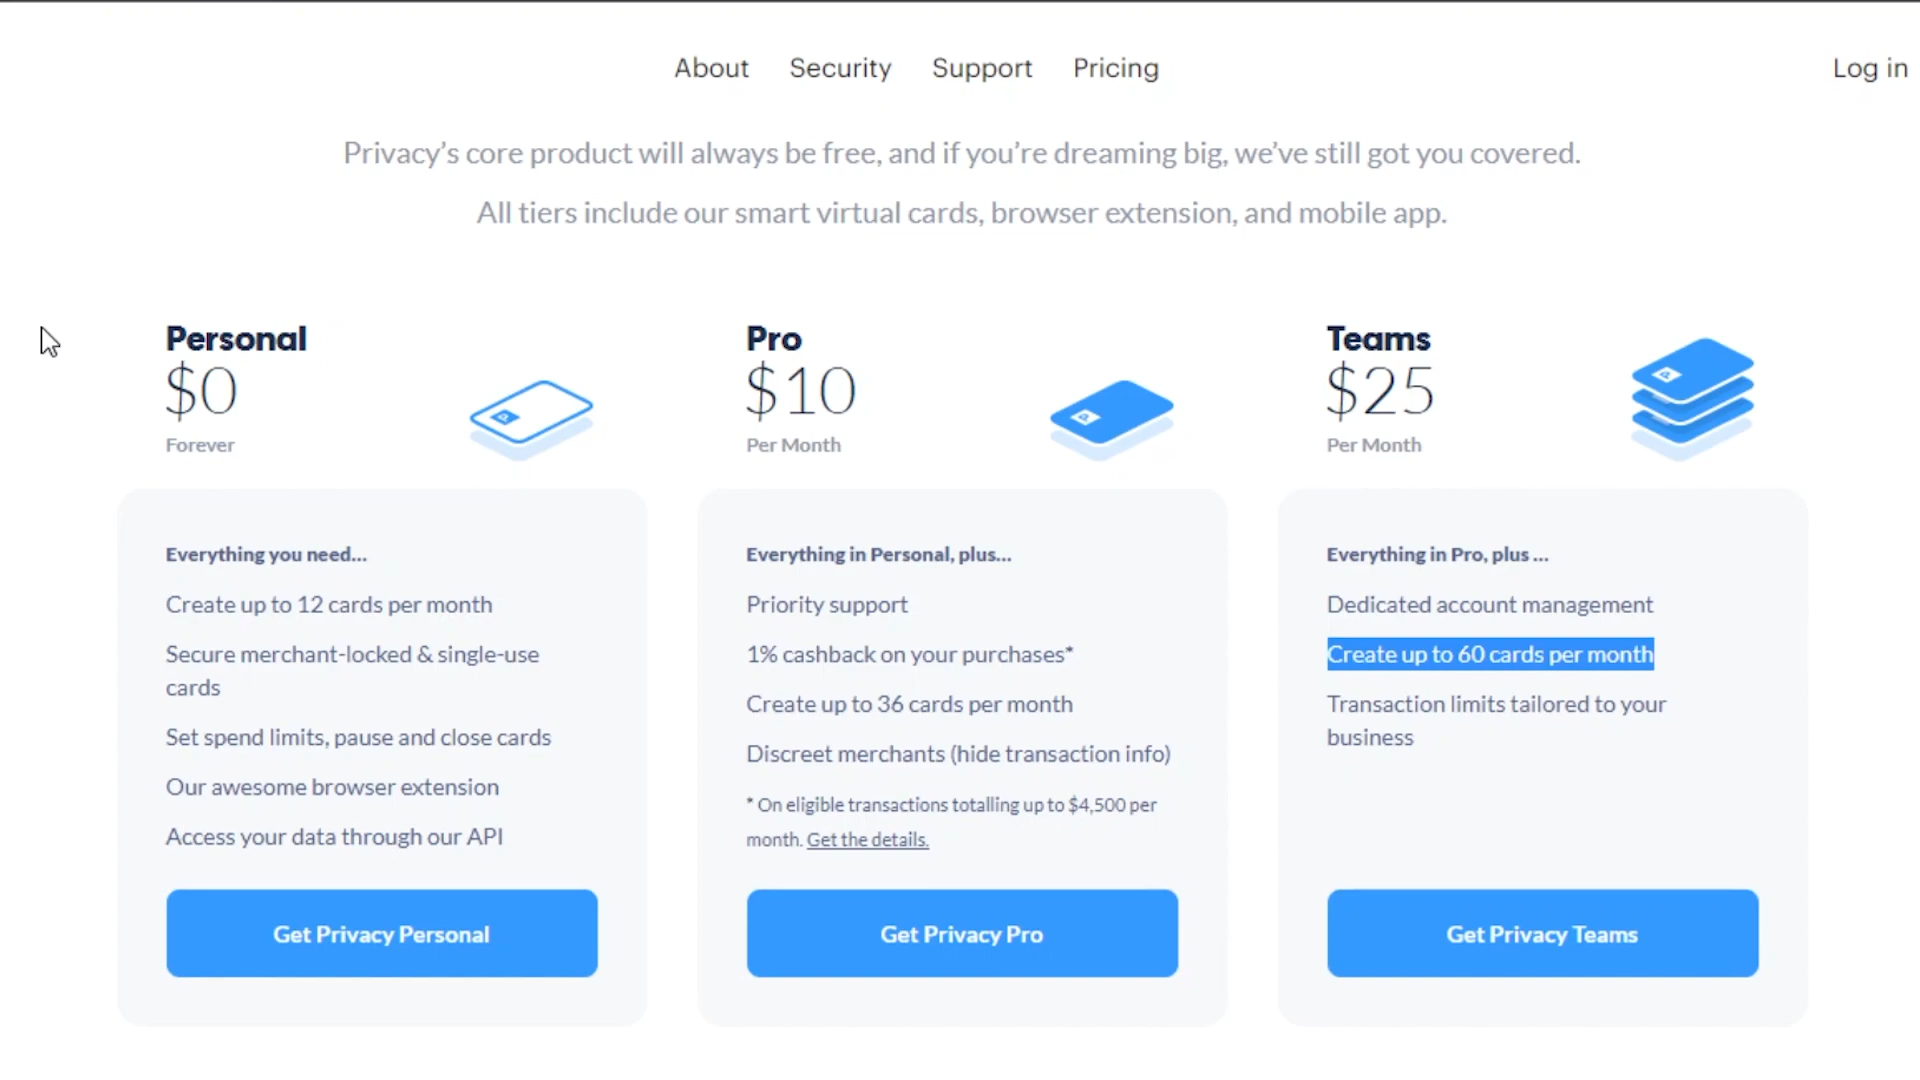 About Security Support Pricing Log in
Privacy’s core product will always be free, and if you’re dreaming big, we’ve still got you covered.
All tiers include our smart virtual cards, browser extension, and mobile app.
Personal
$0
Forever
Everything you need...
Create up to 12 cards per month
Secure merchant-locked & single-use
cards
Set spend limits, pause and close cards
Our awesome browser extension
Access your data through our API
Get Privacy Personal
Pro
$10
Per Month
Everything in Personal, plus...
Priority support
1% cashback on your purchases*
Create up to 36 cards per month
Discreet merchants (hide transaction info)
* On eligible transactions totalling up to $4,500 per
month. Get the details.
Get Privacy Pro
Teams
$25
Per Month
Everything in Pro, plus ...
Dedicated account management
Create up to 60 cards per month
Transaction limits tailored to your
business
Get Privacy Teams